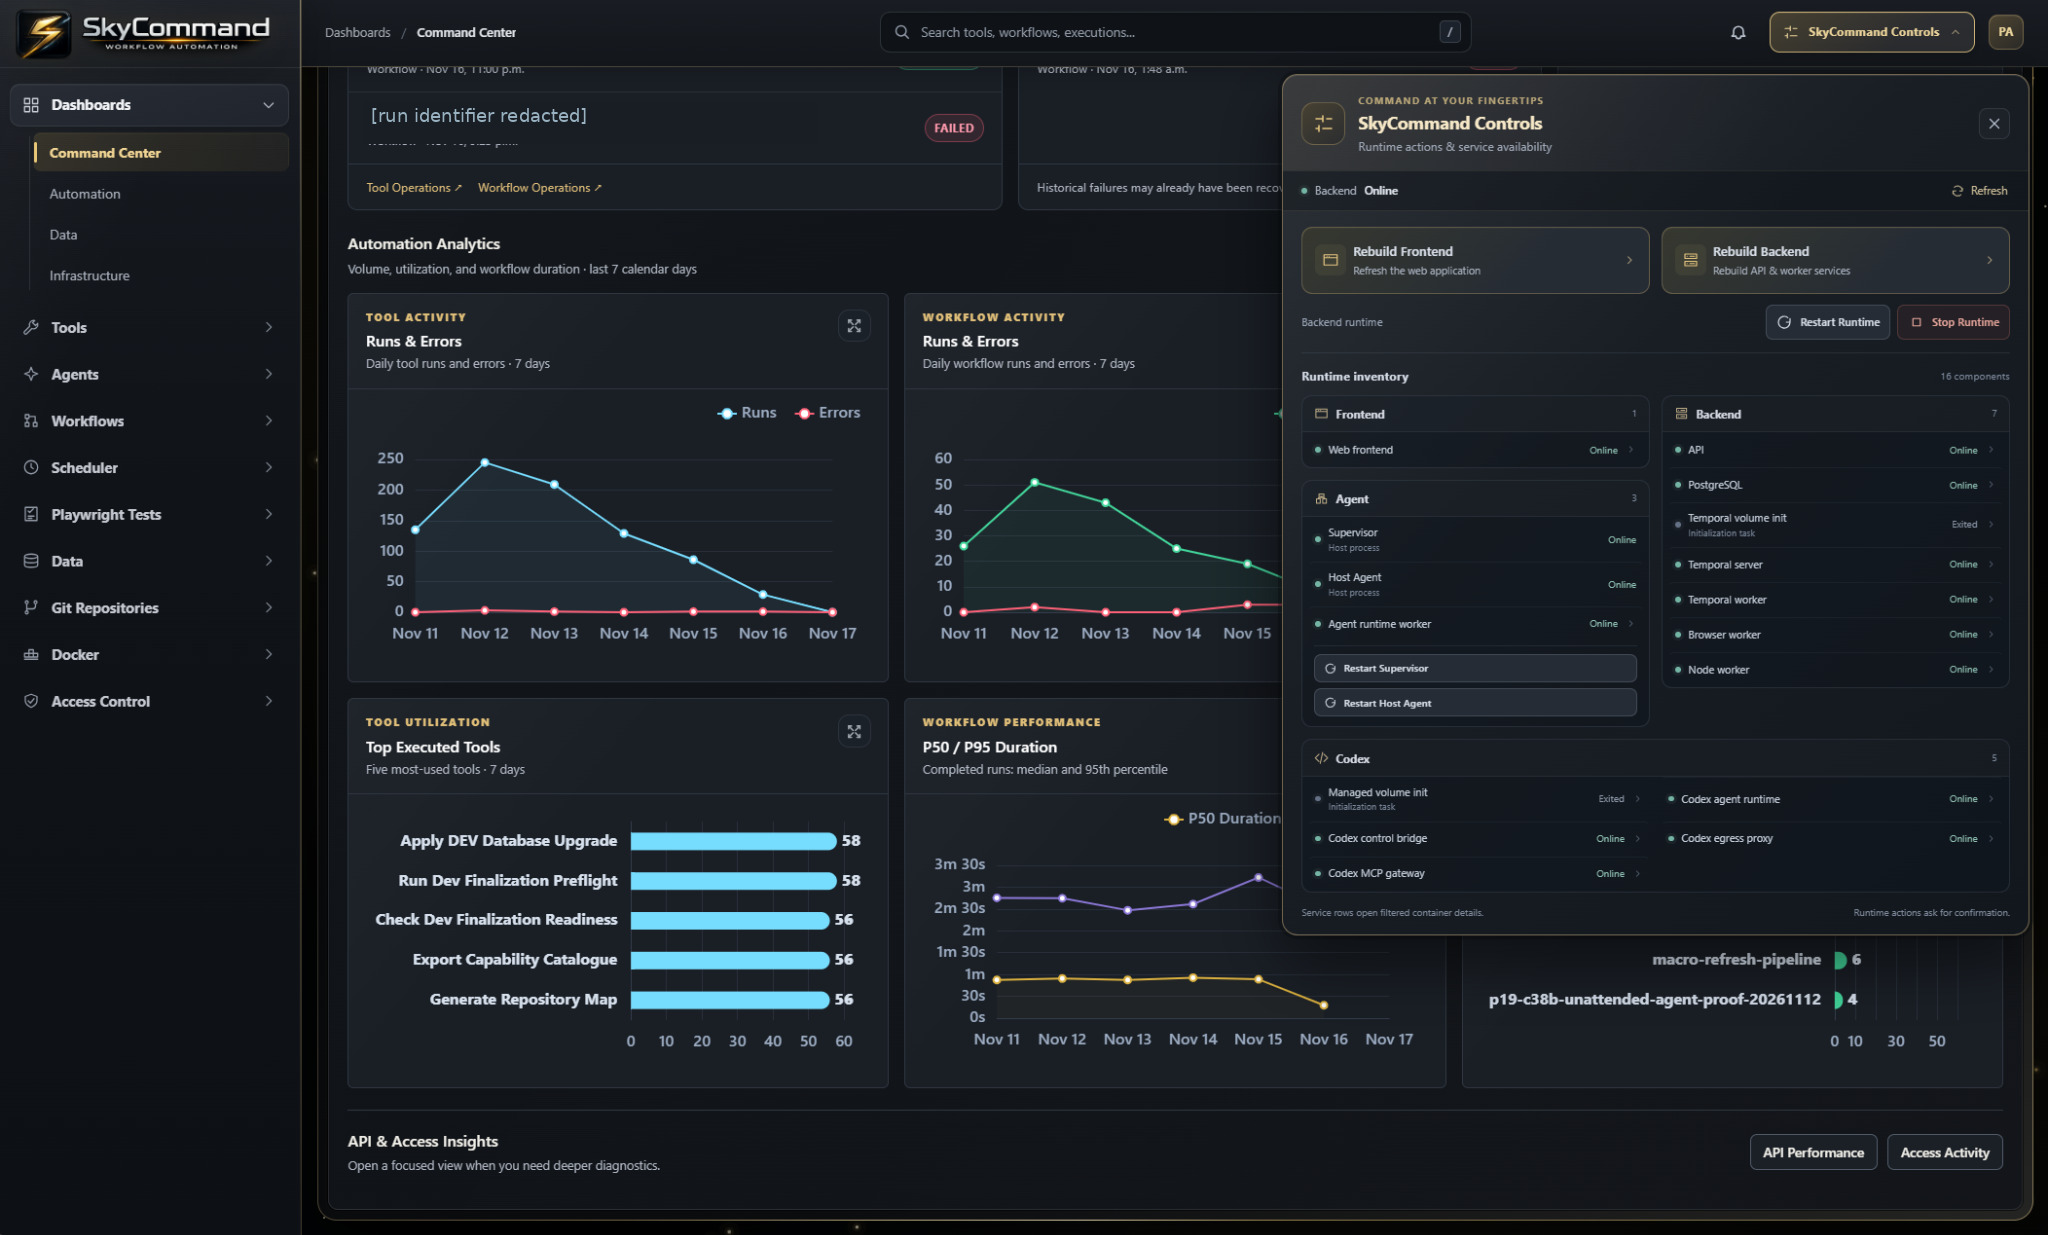 SkyCommand
WORKFLOW AUTOMATION
Dashboards / Command Center
Search tools, workflows, executions...
/
SkyCommand Controls
PA
Dashboards
Command Center
Automation
Data
Infrastructure
Tools
Agents
Workflows
Scheduler
Playwright Tests
Data
Git Repositories
Docker
Access Control
Workflow · Nov 16, 11:00 p.m.
[run identifier redacted]
FAILED
Tool Operations ↗ Workflow Operations ↗
Workflow · Nov 16, 1:48 a.m.
Historical failures may already have been
Automation Analytics
Volume, utilization, and workflow duration · last 7 calendar days
TOOL ACTIVITY
Runs & Errors
Daily tool runs and errors · 7 days
Runs Errors
250
200
150
100
50
0
Nov 11 Nov 12 Nov 13 Nov 14 Nov 15 Nov 16 Nov 17
WORKFLOW ACTIVITY
Runs & Errors
Daily workflow runs and errors · 7 days
60
50
40
30
20
10
0
Nov 11 Nov 12 Nov 13 Nov 14 Nov 15
TOOL UTILIZATION
Top Executed Tools
Five most-used tools · 7 days
Apply DEV Database Upgrade 58
Run Dev Finalization Preflight 58
Check Dev Finalization Readiness 56
Export Capability Catalogue 56
Generate Repository Map 56
0 10 20 30 40 50 60
WORKFLOW PERFORMANCE
P50 / P95 Duration
Completed runs: median and 95th percentile
P50 Duration
3m 30s
3m
2m 30s
2m
1m 30s
1m
30s
0s
Nov 11 Nov 12 Nov 13 Nov 14 Nov 15 Nov 16 Nov 17
macro-refresh-pipeline 6
p19-c38b-unattended-agent-proof-20261112 4
0 10 30 50
COMMAND AT YOUR FINGERTIPS
SkyCommand Controls
Runtime actions & service availability
Backend Online
Refresh
Rebuild Frontend
Refresh the web application
Rebuild Backend
Rebuild API & worker services
Backend runtime
Restart Runtime
Stop Runtime
Runtime inventory
16 components
Frontend 1
Web frontend Online
Agent 3
Supervisor
Host process
Online
Host Agent
Host process
Online
Agent runtime worker Online
Restart Supervisor
Restart Host Agent
Backend 7
API Online
PostgreSQL Online
Temporal volume init
Initialization task
Exited
Temporal server Online
Temporal worker Online
Browser worker Online
Node worker Online
Codex 5
Managed volume init
Initialization task
Exited
Codex agent runtime Online
Codex control bridge Online
Codex egress proxy Online
Codex MCP gateway Online
Service rows open filtered container details.
Runtime actions ask for confirmation.
API & Access Insights
Open a focused view when you need deeper diagnostics.
API Performance
Access Activity